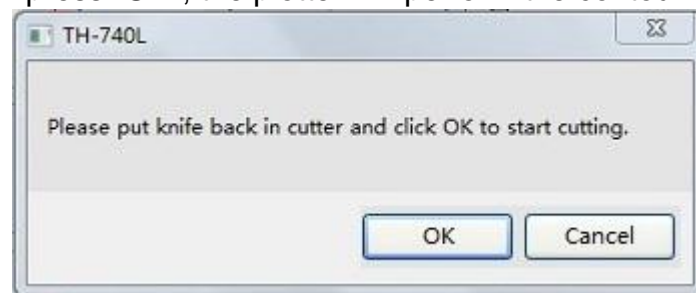 TH-740L
Please put knife back in cutter and click OK to start cutting.
OK Cancel